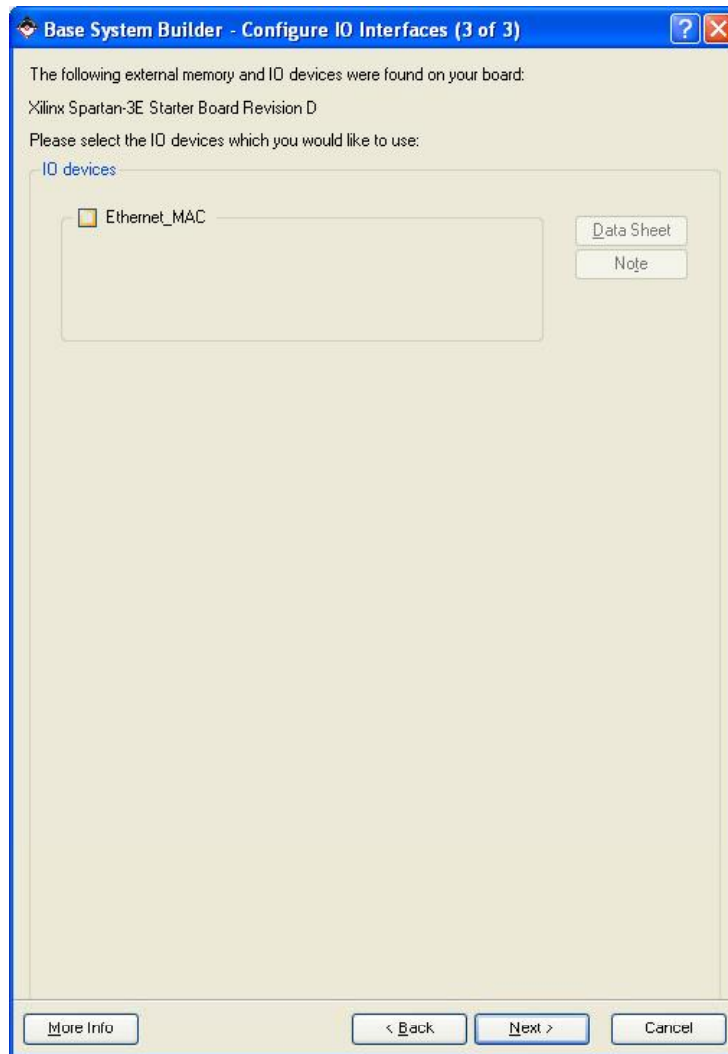 Base System Builder - Configure IO Interfaces (3 of 3)
The following external memory and IO devices were found on your board:
Xilinx Spartan-3E Starter Board Revision D
Please select the IO devices which you would like to use:
IO devices
Ethernet_MAC
Data Sheet
Note
More Info
< Back
Next >
Cancel